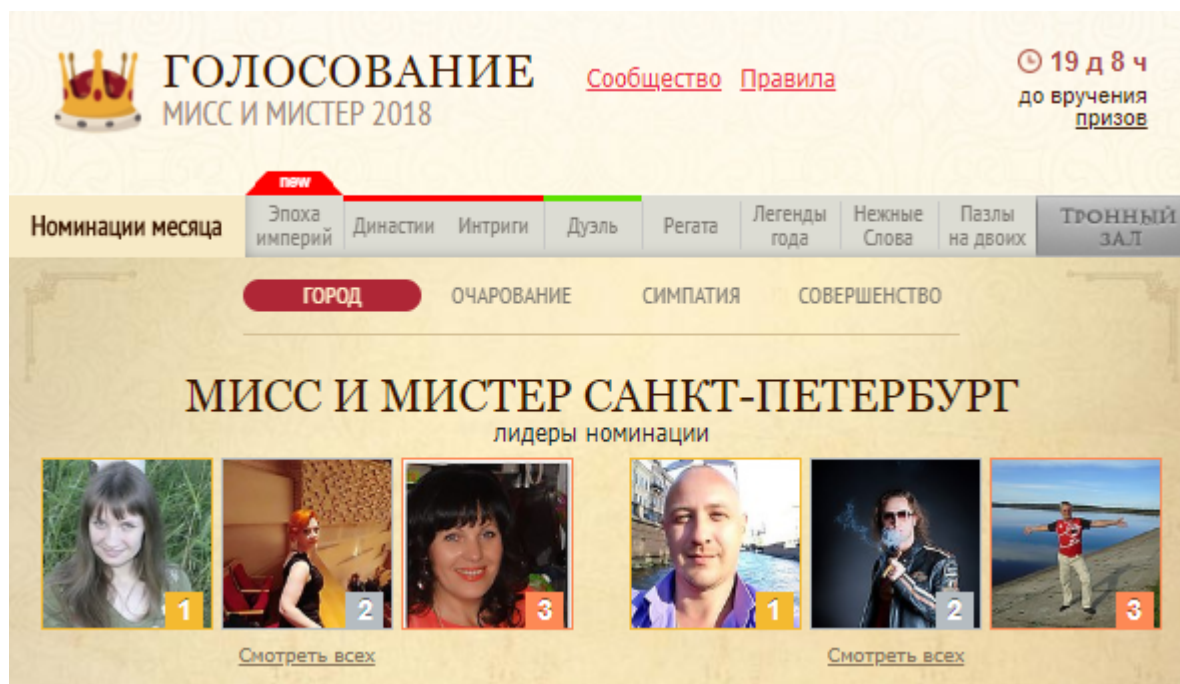 ГОЛОСОВАНИЕ
МИСС И МИСТЕР 2018
Сообщество Правила
19 д 8 ч
до вручения
призов
new
Номинации месяца
Эпоха
империй
Династии
Интриги
Дуэль
Регата
Легенды
года
Нежные
Слова
Пазлы
на двоих
ТРОННЫЙ
ЗАЛ
ГОРОД ОЧАРОВАНИЕ СИМПАТИЯ СОВЕРШЕНСТВО
МИСС И МИСТЕР САНКТ-ПЕТЕРБУРГ
лидеры номинации
1 2 3 1 2 3
Смотреть всех Смотреть всех